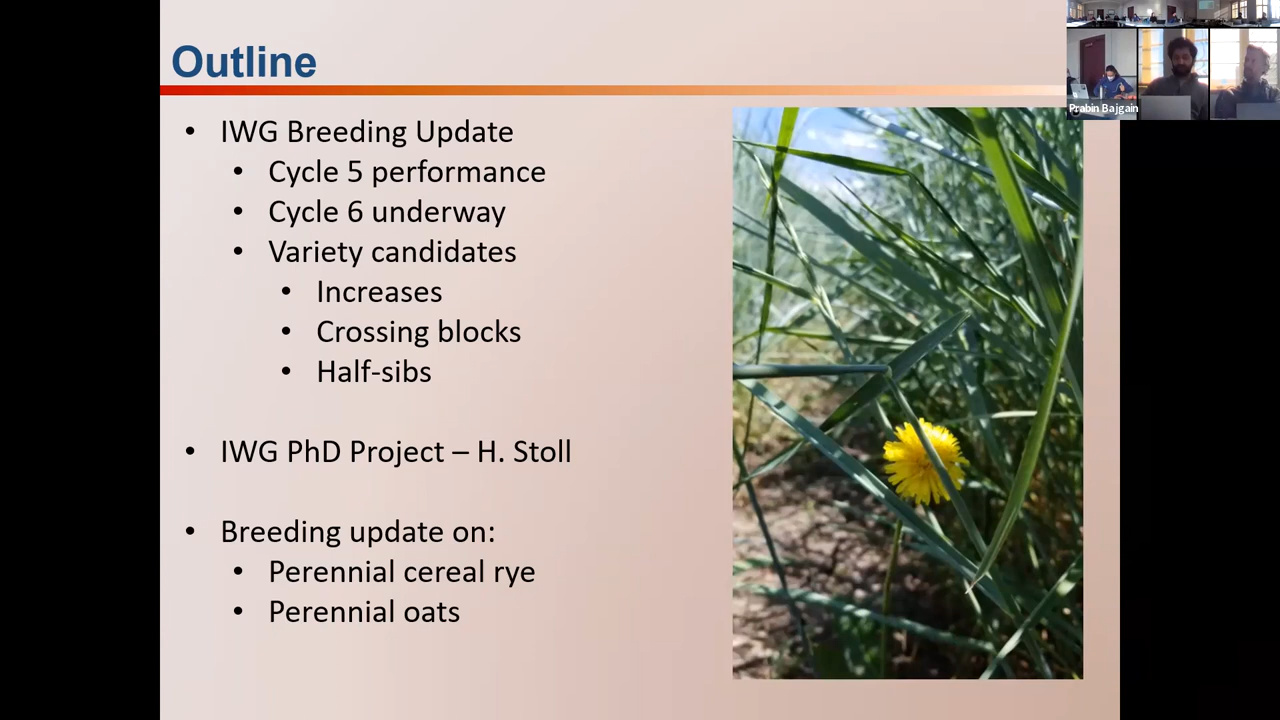 Outline
• IWG Breeding Update
• Cycle 5 performance
• Cycle 6 underway
• Variety candidates
• Increases
• Crossing blocks
• Half-sibs
• IWG PhD Project – H. Stoll
• Breeding update on:
• Perennial cereal rye
• Perennial oats
Prabin Bajgain